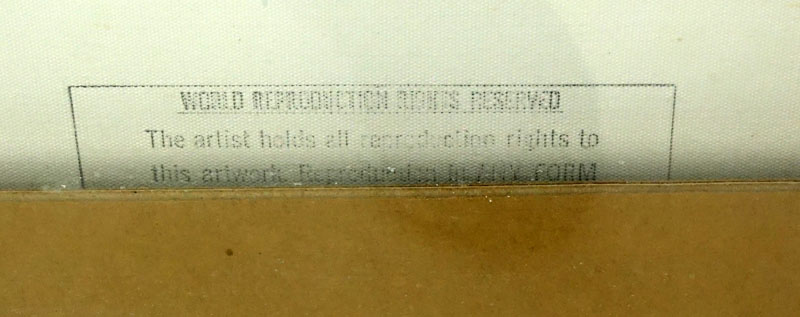 WORLD REPRODUCTION RIGHTS RESERVED
The artist holds all reproduction rights to
this artwork. Reproduction in ANY FORM